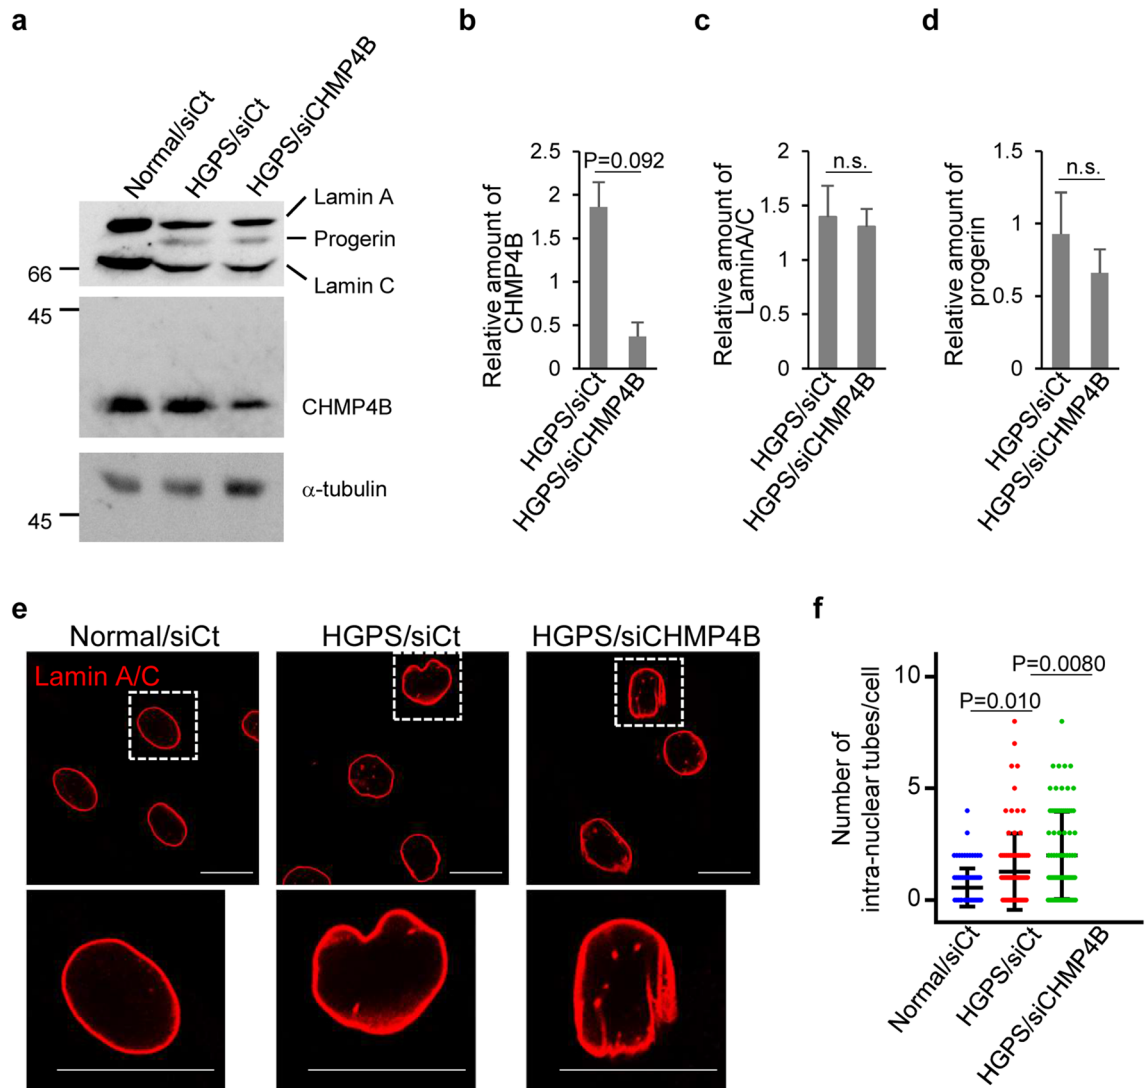 a
Normal/siCt
HGPS/siCt
HGPS/siCHMP4B
Lamin A
Progerin
Lamin C
66
45
CHMP4B
α-tubulin
45
b
Relative amount of
CHMP4B
2.5
2
1.5
1
0.5
0
P=0.092
HGPS/siCt
HGPS/siCHMP4B
c
Relative amount of
LaminA/C
2
1.5
1
0.5
0
n.s.
HGPS/siCt
HGPS/siCHMP4B
d
Relative amount of
progerin
1.5
1
0.5
0
n.s.
HGPS/siCt
HGPS/siCHMP4B
e
Normal/siCt
HGPS/siCt
HGPS/siCHMP4B
Lamin A/C
f
Number of
intra-nuclear tubes/cell
10
5
0
P=0.0080
P=0.010
Normal/siCt
HGPS/siCt
HGPS/siCHMP4B